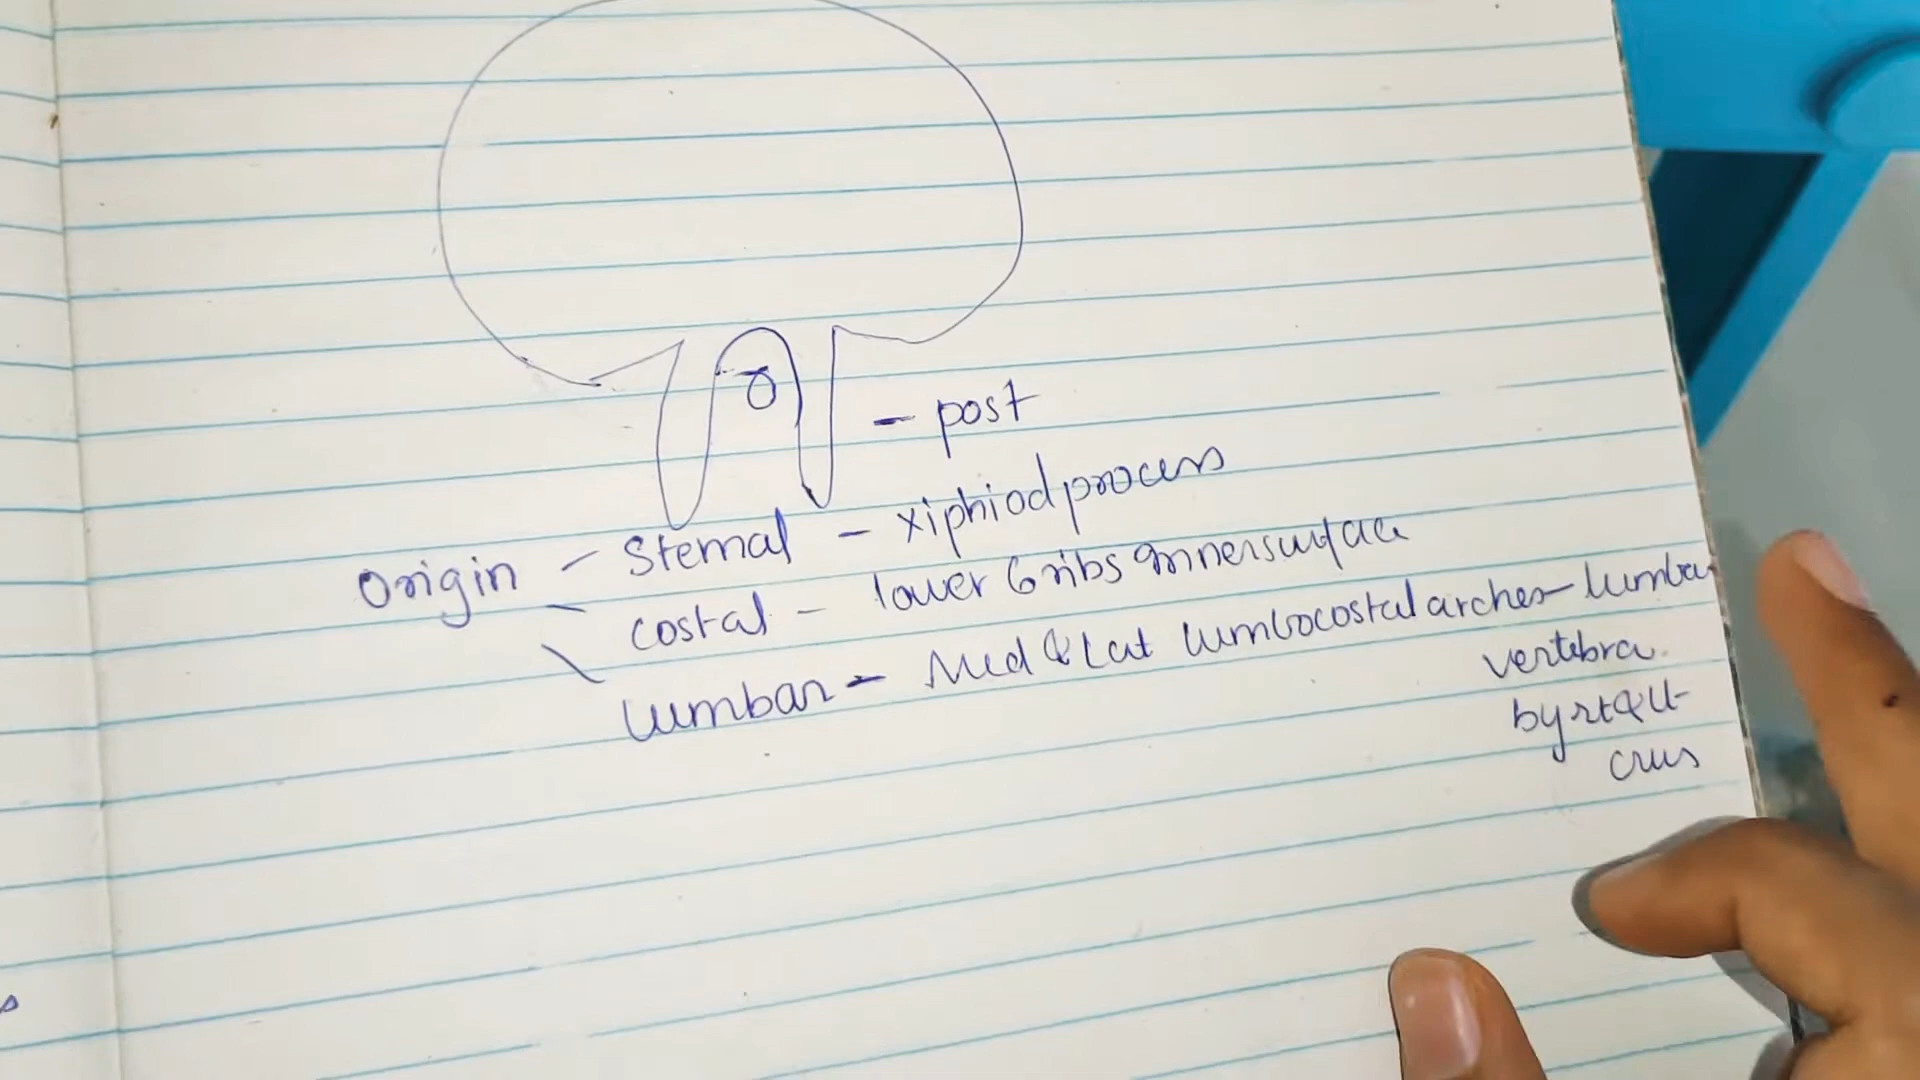 - post
Origin - Sternal - xiphiod process
costal - lower 6 ribs inner surface
lumbar - Med & Lat lumbocostal arches - lumbar
vertebra.
by rt & lt
crus